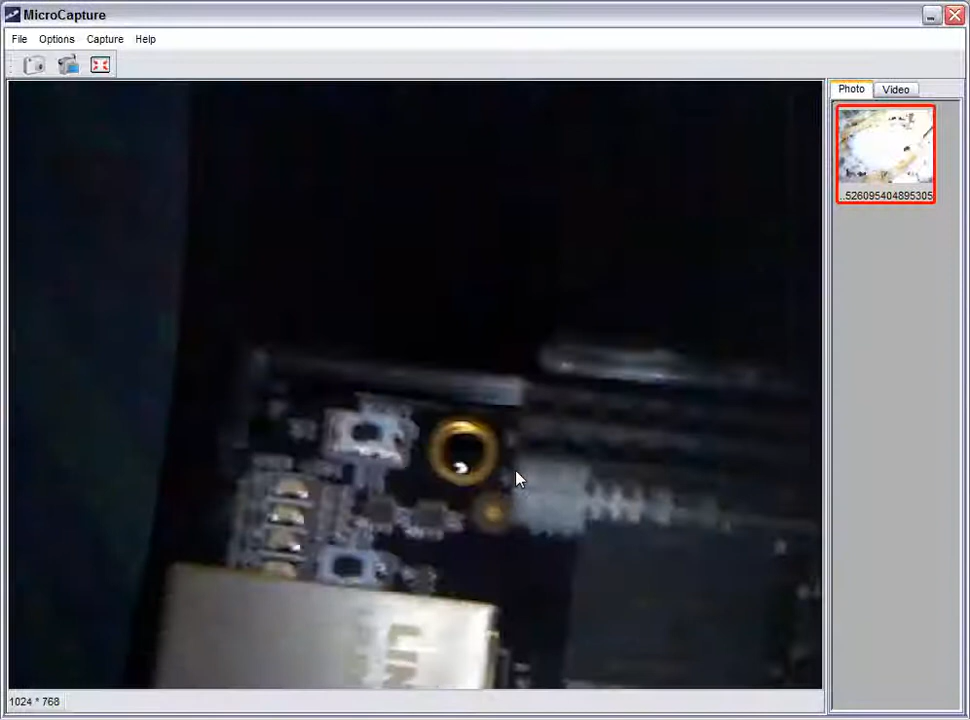 MicroCapture
File Options Capture Help
Photo Video
..526095404895305
1024 * 768